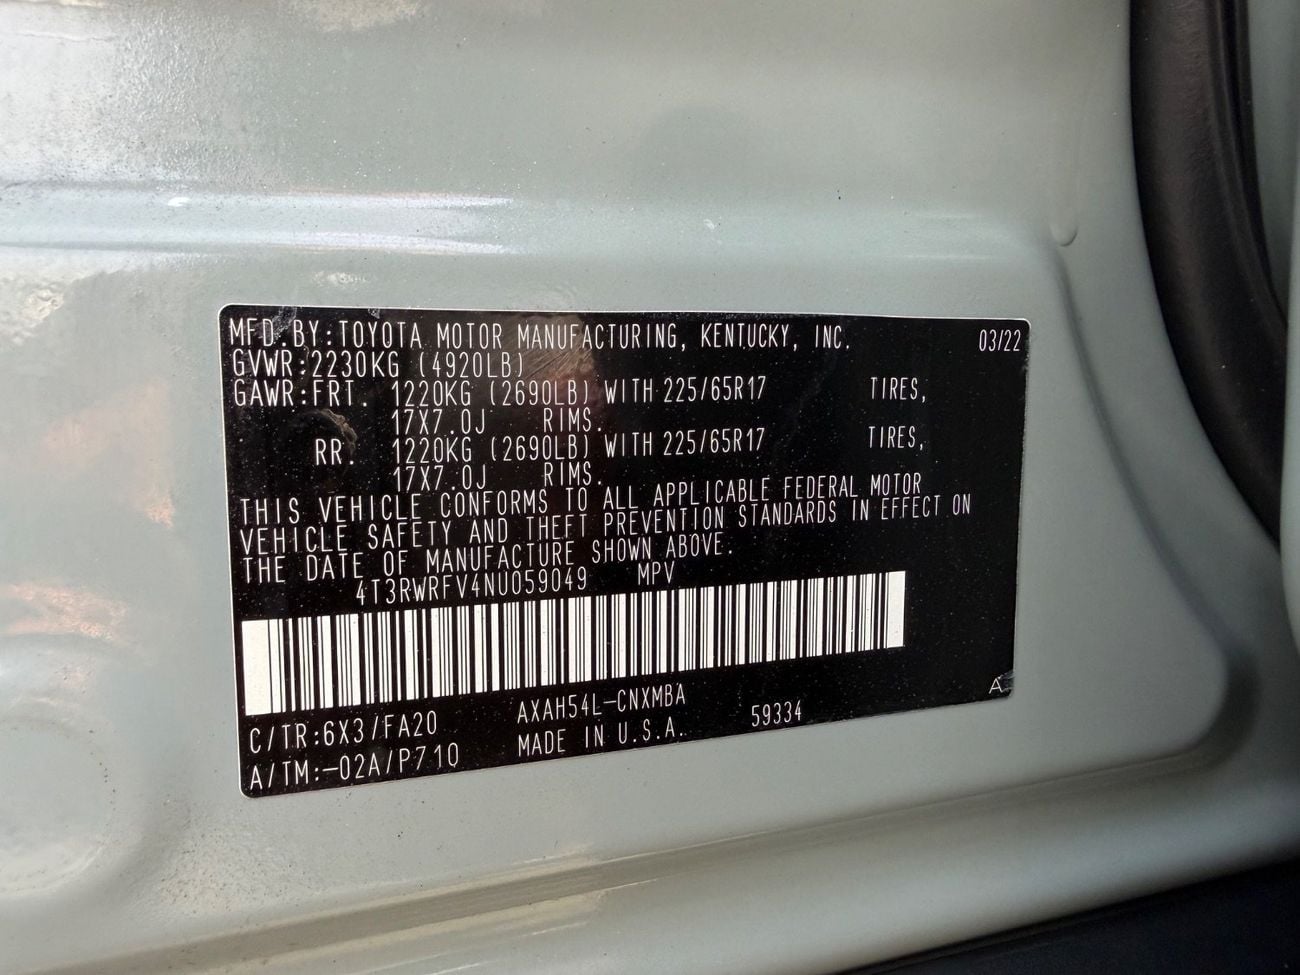 MFD.BY:TOYOTA MOTOR MANUFACTURING, KENTUCKY, INC. 03/22
GVWR:2230KG (4920LB)
GAWR:FRT. 1220KG (2690LB) WITH 225/65R17 TIRES,
17X7.0J RIMS.
RR. 1220KG (2690LB) WITH 225/65R17 TIRES,
17X7.0J RIMS.
THIS VEHICLE CONFORMS TO ALL APPLICABLE FEDERAL MOTOR
VEHICLE SAFETY AND THEFT PREVENTION STANDARDS IN EFFECT ON
THE DATE OF MANUFACTURE SHOWN ABOVE.
4T3RWRFV4NU059049 MPV
C/TR:6X3/FA20 AXAH54L-CNXMBA 59334 A
A/TM:-02A/P710 MADE IN U.S.A.